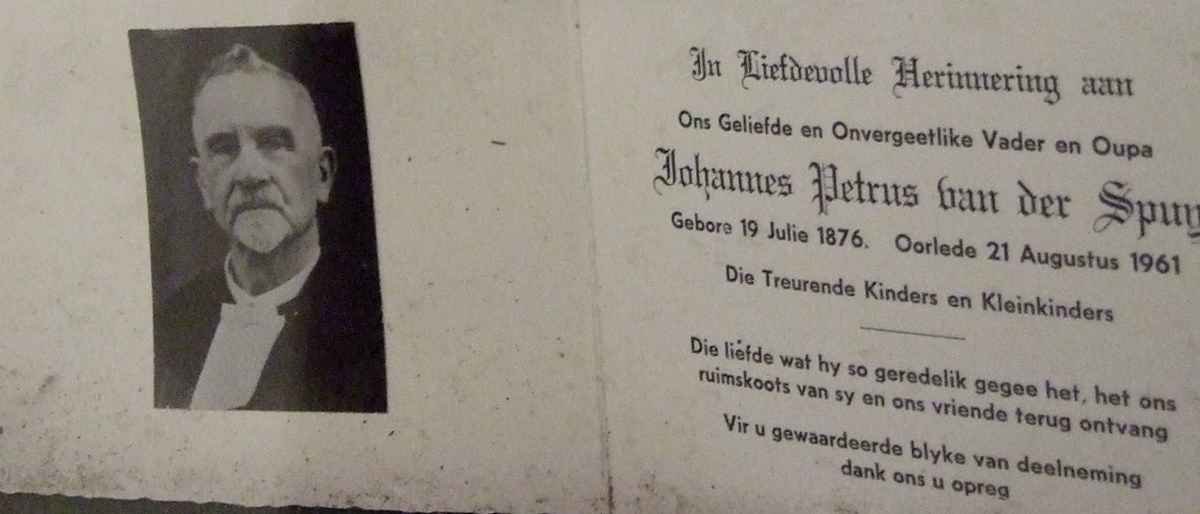 In Liefdevolle Herinnering aan
Ons Geliefde en Onvergeetlike Vader en Oupa
Johannes Petrus van der Spuy
Gebore 19 Julie 1876. Oorlede 21 Augustus 1961
Die Treurende Kinders en Kleinkinders
Die liefde wat hy so geredelik gegee het, het ons
ruimskoots van sy en ons vriende terug ontvang
Vir u gewaardeerde blyke van deelneming
dank ons u opreg